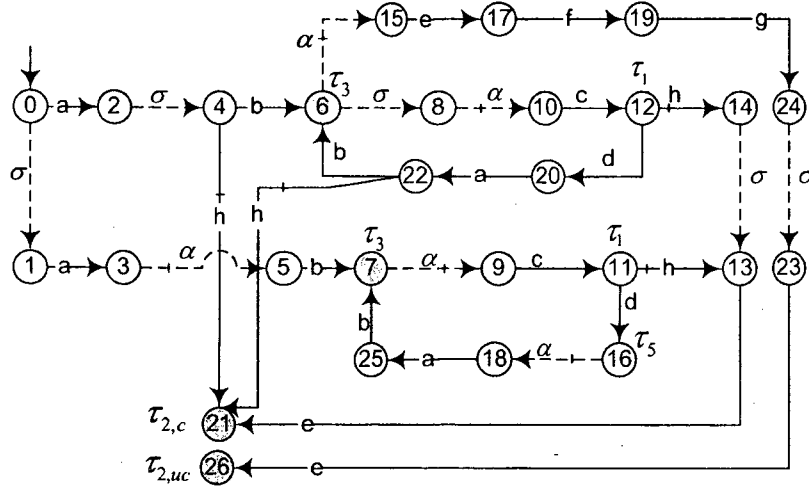 15 e 17 f 19 g
α τ3 τ1
0 a 2 σ 4 b 6 σ 8 α 10 c 12 h 14 24
σ b 22 a 20 d σ σ
h h
τ3 τ1
1 a 3 α 5 b 7 α 9 c 11 h 13 23
b d
25 a 18 α 16 τ5
τ2,c 21 e
τ2,uc 26 e